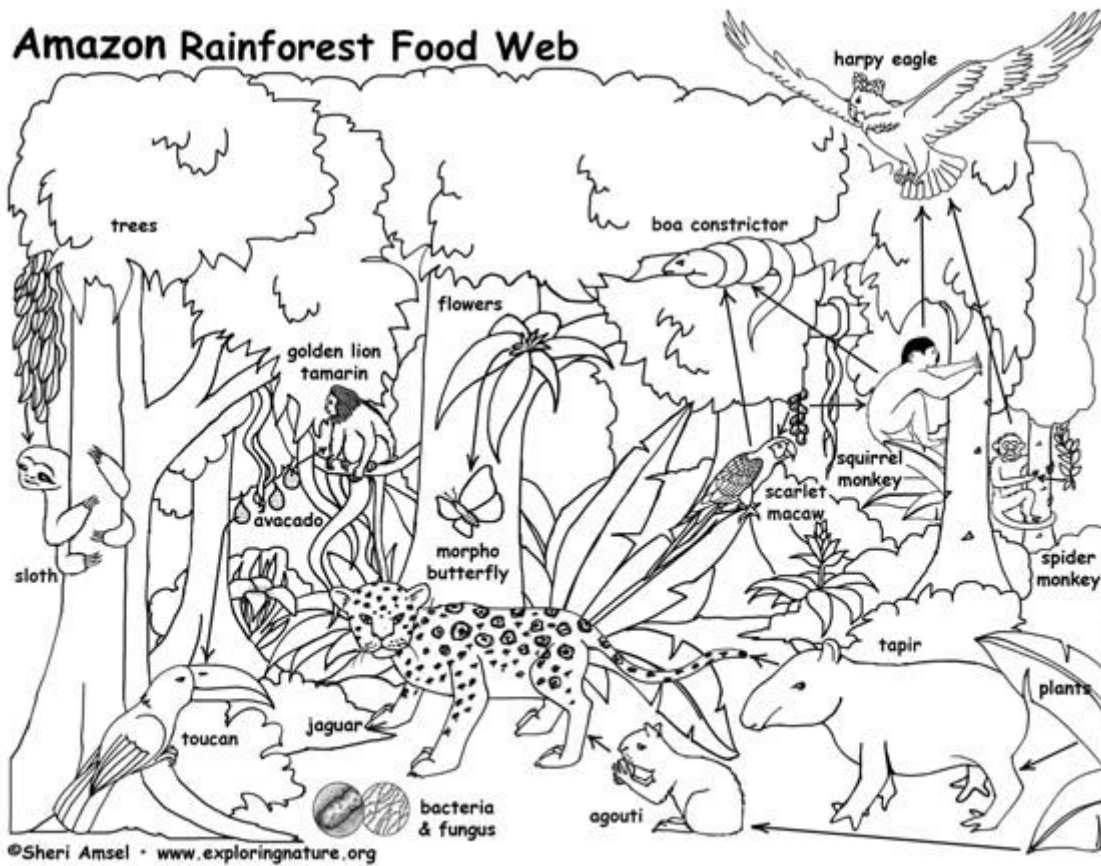 Amazon Rainforest Food Web
harpy eagle
trees
boa constrictor
flowers
golden lion
tamarin
squirrel
monkey
scarlet
macaw
avacado
morpho
butterfly
sloth
spider
monkey
tapir
plants
jaguar
toucan
bacteria
& fungus
agouti
©Sheri Amsel • www.exploringnature.org